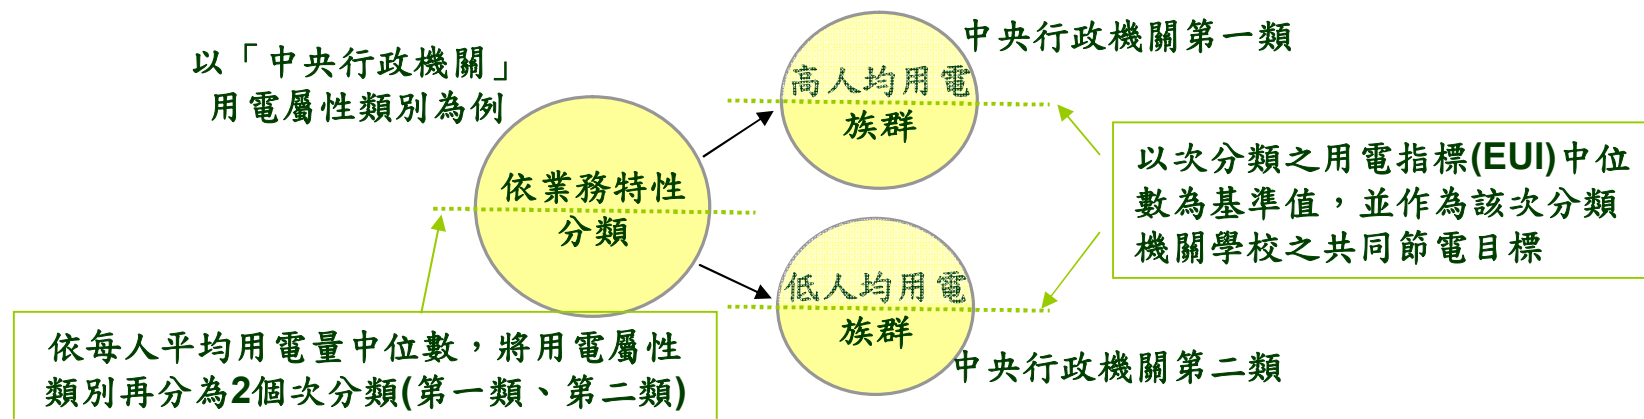 以「中央行政機關」
用電屬性類別為例
依業務特性
分類
高人均用電
族群
中央行政機關第一類
低人均用電
族群
中央行政機關第二類
以次分類之用電指標(EUI)中位
數為基準值，並作為該次分類
機關學校之共同節電目標
依每人平均用電量中位數，將用電屬性
類別再分為2個次分類(第一類、第二類)